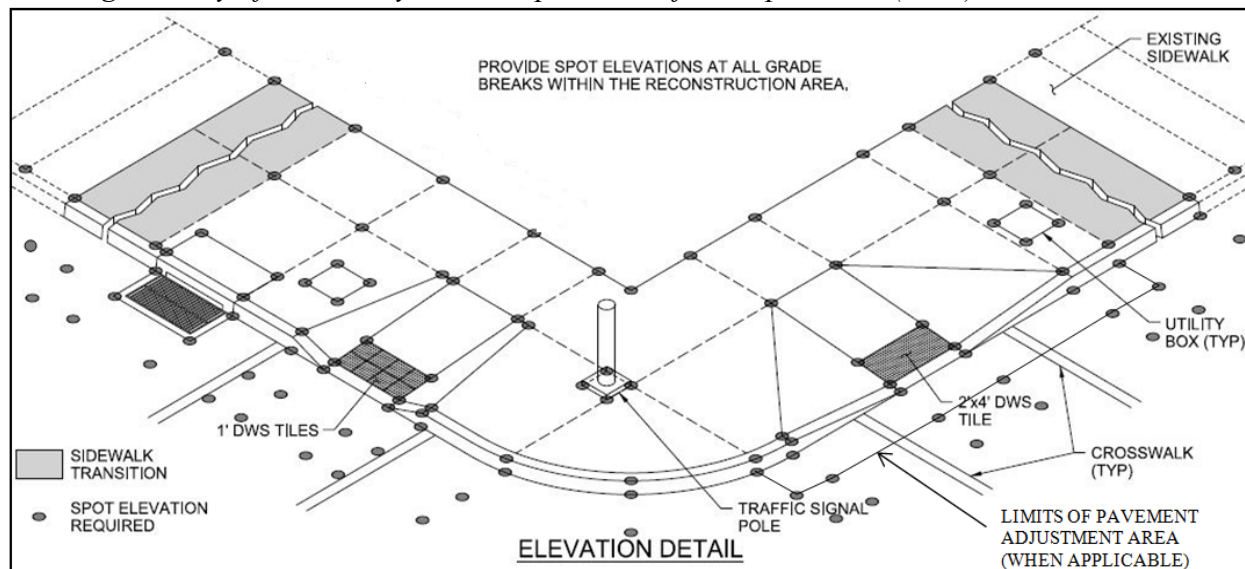 PROVIDE SPOT ELEVATIONS AT ALL GRADE
BREAKS WITHIN THE RECONSTRUCTION AREA.
EXISTING
SIDEWALK
UTILITY
BOX (TYP)
1' DWS TILES
2'x4' DWS
TILE
CROSSWALK
(TYP)
SIDEWALK
TRANSITION
SPOT ELEVATION
REQUIRED
TRAFFIC SIGNAL
POLE
LIMITS OF PAVEMENT
ADJUSTMENT AREA
(WHEN APPLICABLE)
ELEVATION DETAIL